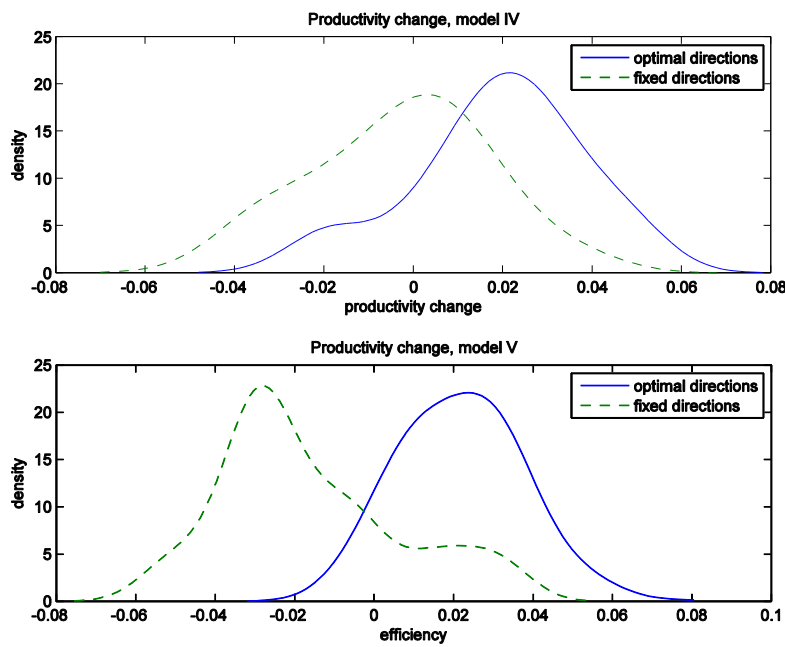 Productivity change, model IV
25
20
15
10
5
0
density
optimal directions
fixed directions
-0.08 -0.06 -0.04 -0.02 0 0.02 0.04 0.06 0.08
productivity change
Productivity change, model V
25
20
15
10
5
0
density
optimal directions
fixed directions
-0.08 -0.06 -0.04 -0.02 0 0.02 0.04 0.06 0.08 0.1
efficiency